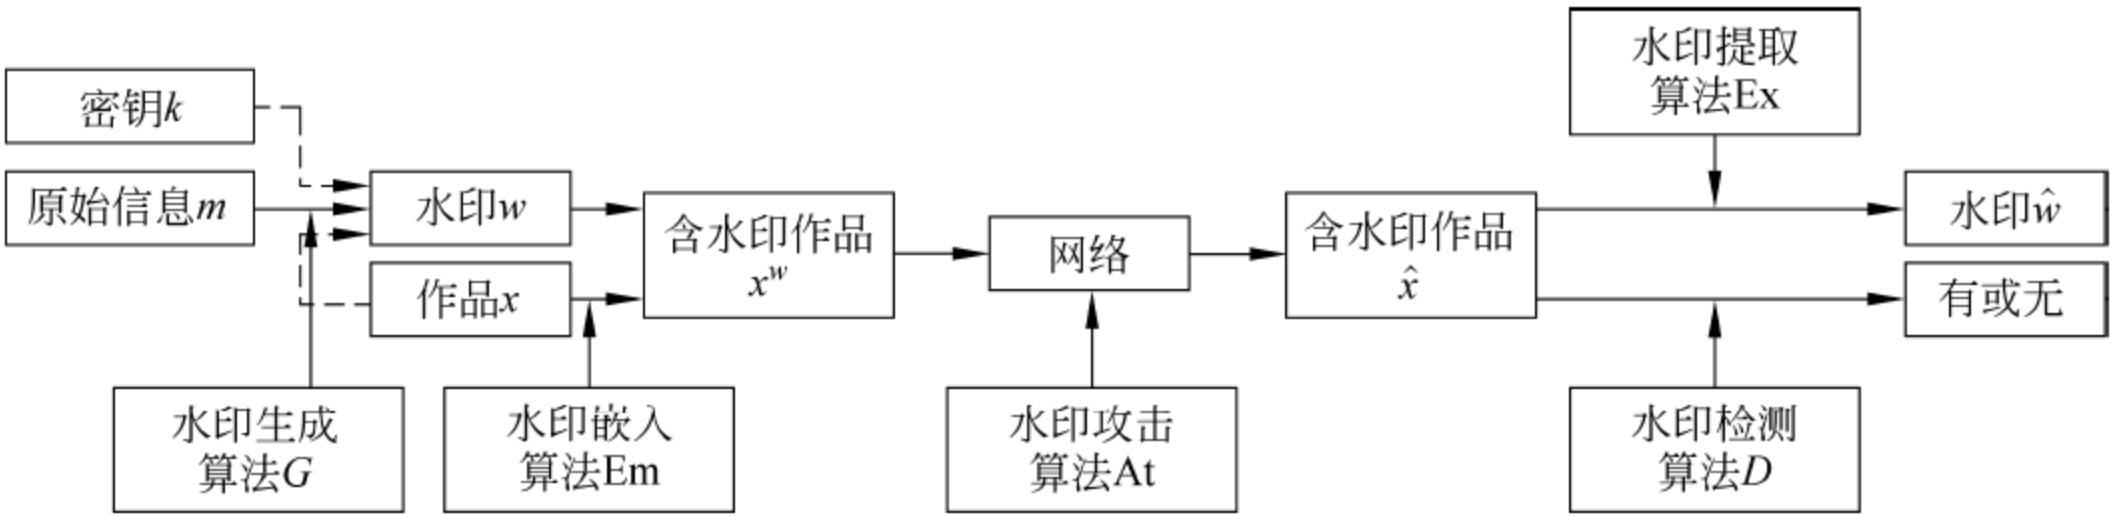 密钥k
原始信息m
水印w
作品x
水印生成
算法G
水印嵌入
算法Em
含水印作品
xʷ
网络
水印攻击
算法At
含水印作品
x̂
水印提取
算法Ex
水印检测
算法D
水印ŵ
有或无